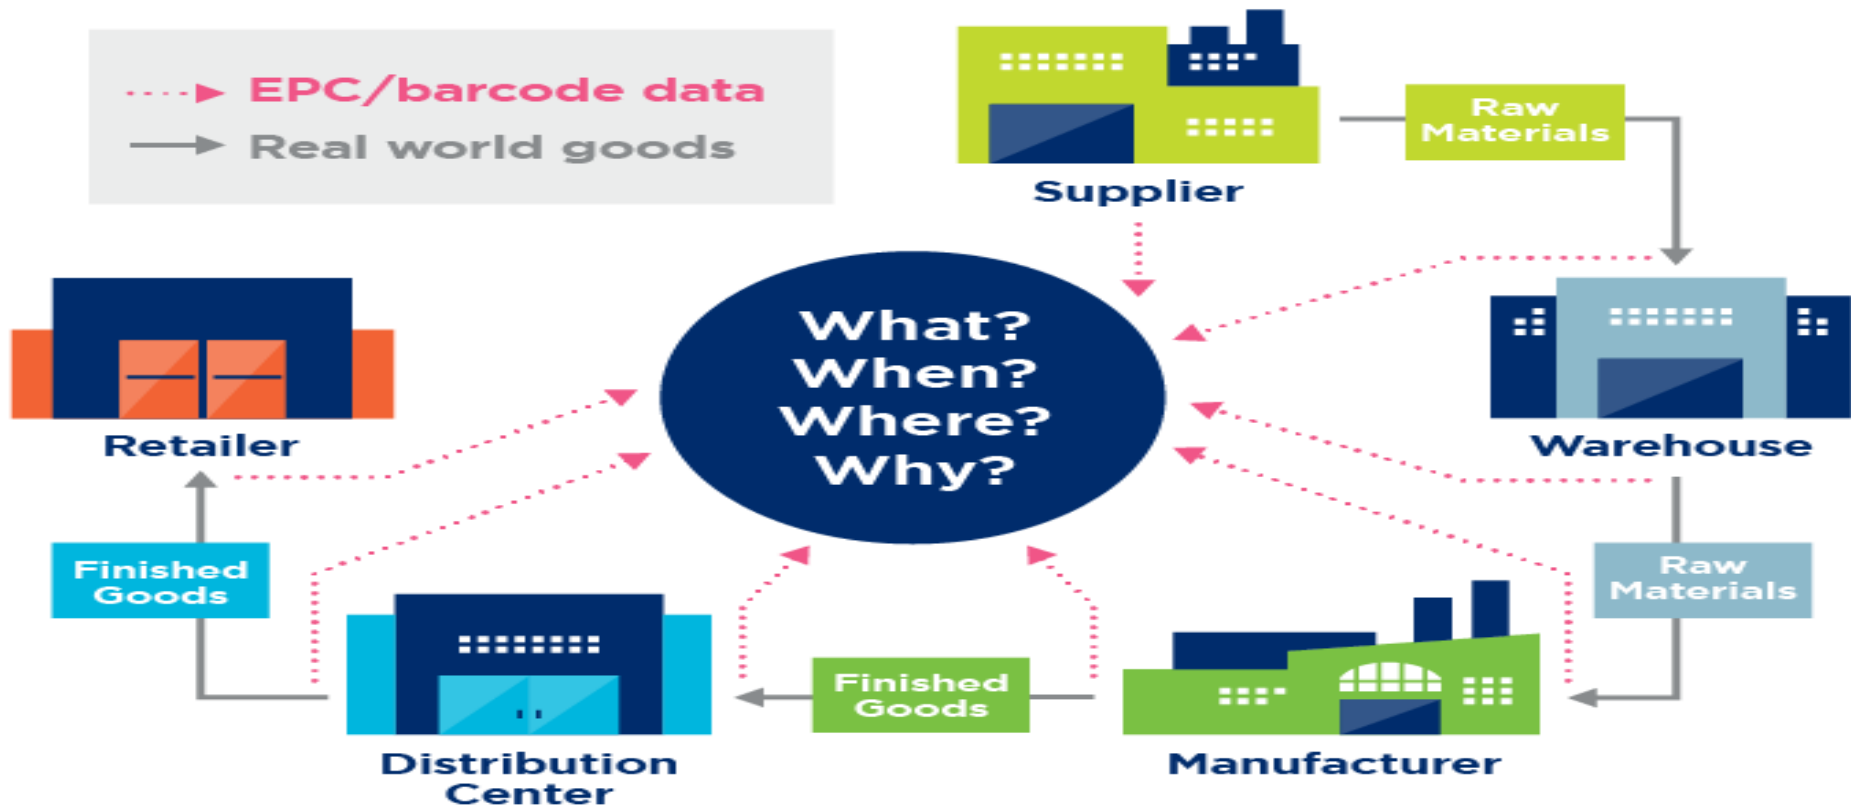 EPC/barcode data
Real world goods
Supplier
Raw
Materials
What?
When?
Where?
Why?
Retailer
Warehouse
Finished
Goods
Raw
Materials
Finished
Goods
Distribution
Center
Manufacturer